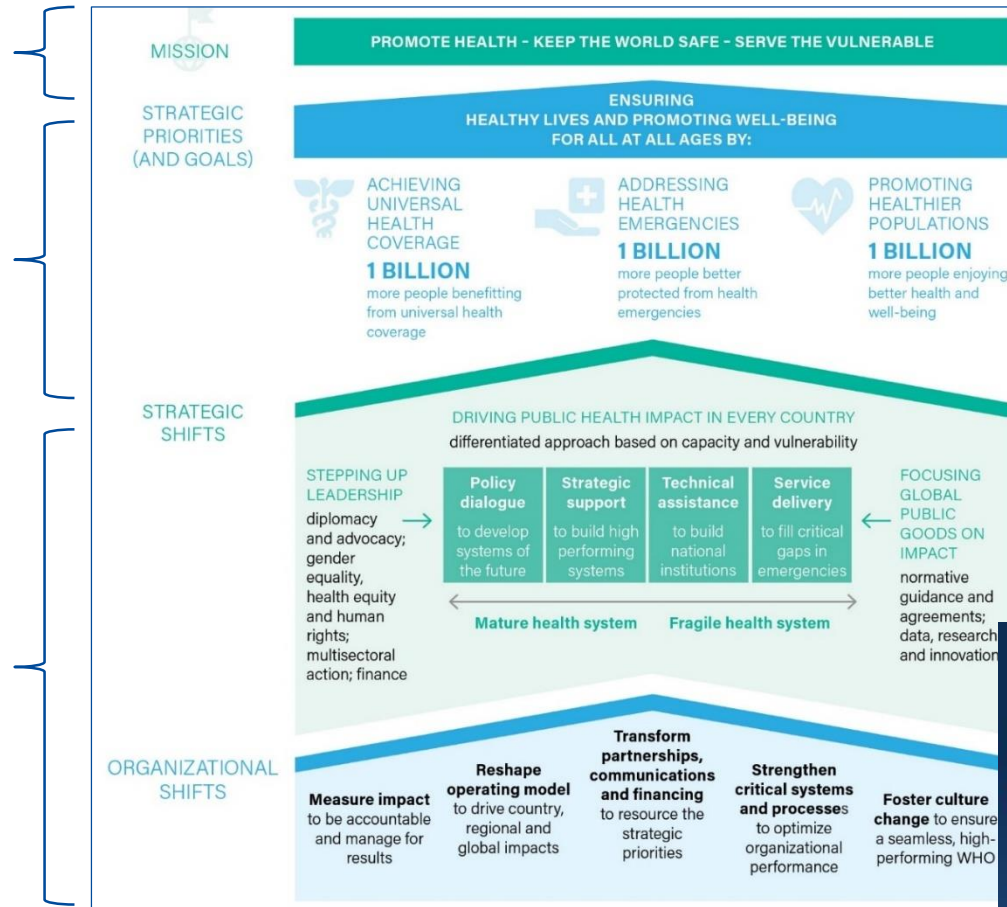 MISSION
PROMOTE HEALTH – KEEP THE WORLD SAFE – SERVE THE VULNERABLE
STRATEGIC
PRIORITIES
(AND GOALS)
ENSURING
HEALTHY LIVES AND PROMOTING WELL-BEING
FOR ALL AT ALL AGES BY:
ACHIEVING
UNIVERSAL
HEALTH
COVERAGE
1 BILLION
more people benefitting
from universal health
coverage
ADDRESSING
HEALTH
EMERGENCIES
1 BILLION
more people better
protected from health
emergencies
PROMOTING
HEALTHIER
POPULATIONS
1 BILLION
more people enjoying
better health and
well-being
STRATEGIC
SHIFTS
DRIVING PUBLIC HEALTH IMPACT IN EVERY COUNTRY
differentiated approach based on capacity and vulnerability
STEPPING UP
LEADERSHIP
diplomacy
and advocacy;
gender
equality,
health equity
and human
rights;
multisectoral
action; finance
Policy
dialogue
to develop
systems of
the future
Strategic
support
to build high
performing
systems
Technical
assistance
to build
national
institutions
Service
delivery
to fill critical
gaps in
emergencies
Mature health system
Fragile health system
FOCUSING
GLOBAL
PUBLIC
GOODS ON
IMPACT
normative
guidance and
agreements;
data, research
and innovation
ORGANIZATIONAL
SHIFTS
Measure impact
to be accountable
and manage for
results
Reshape
operating model
to drive country,
regional and
global impacts
Transform
partnerships,
communications
and financing
to resource the
strategic
priorities
Strengthen
critical systems
and processes
to optimize
organizational
performance
Foster culture
change to ensure
a seamless, high-
performing WHO